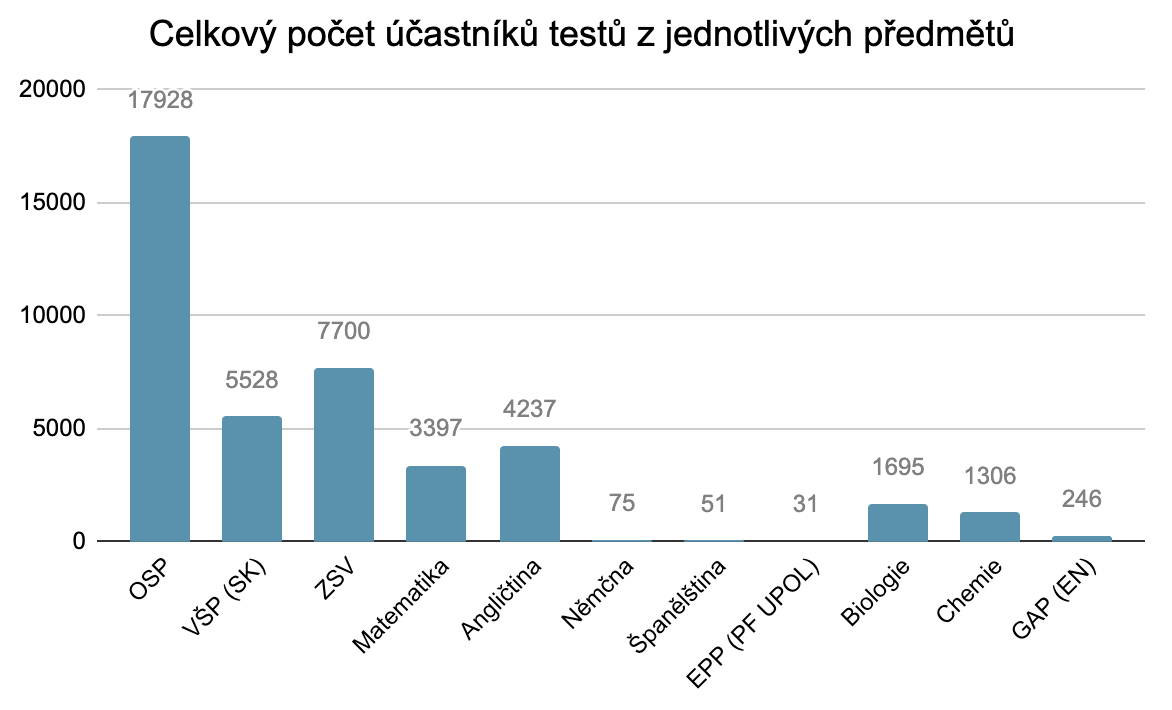 Celkový počet účastníků testů z jednotlivých předmětů
20000
15000
10000
5000
0
17928
5528
7700
3397
4237
75
51
31
1695
1306
246
OSP
VŠP (SK)
ZSV
Matematika
Angličtina
Němčna
Španělština
EPP (PF UPOL)
Biologie
Chemie
GAP (EN)